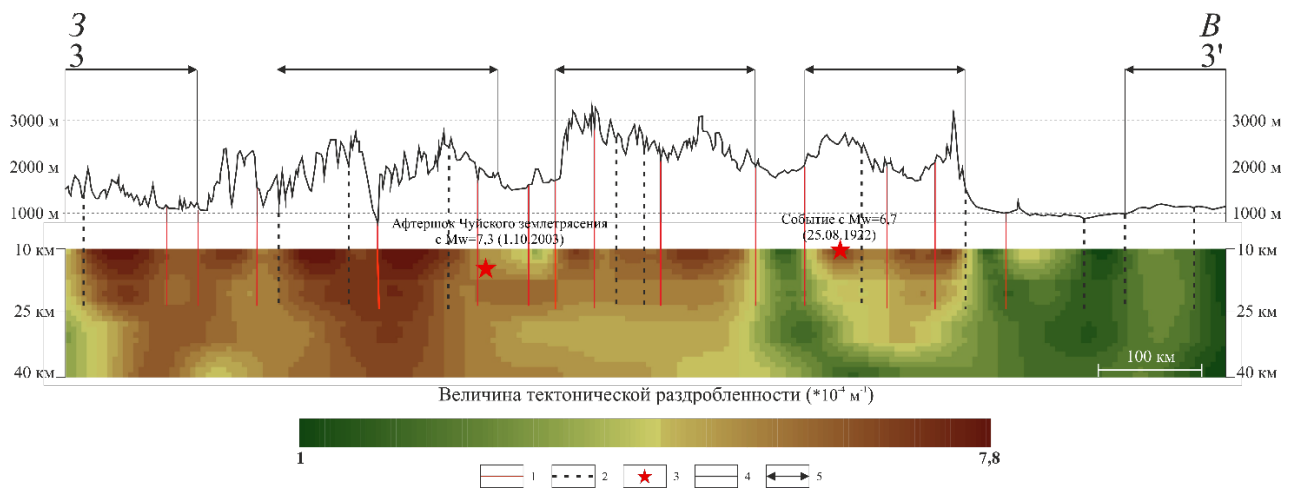 З
В
3
3'
3000 м
3000 м
2000 м
2000 м
1000 м
1000 м
Афтершок Чуйского землетрясения
с Mw=7,3 (1.10.2003)
Событие с Mw=6,7
(25.08.1922)
10 км
10 км
25 км
25 км
100 км
40 км
40 км
Величина тектонической раздробленности (*10⁻⁴ м⁻¹)
1
7,8
1
2
3
4
5